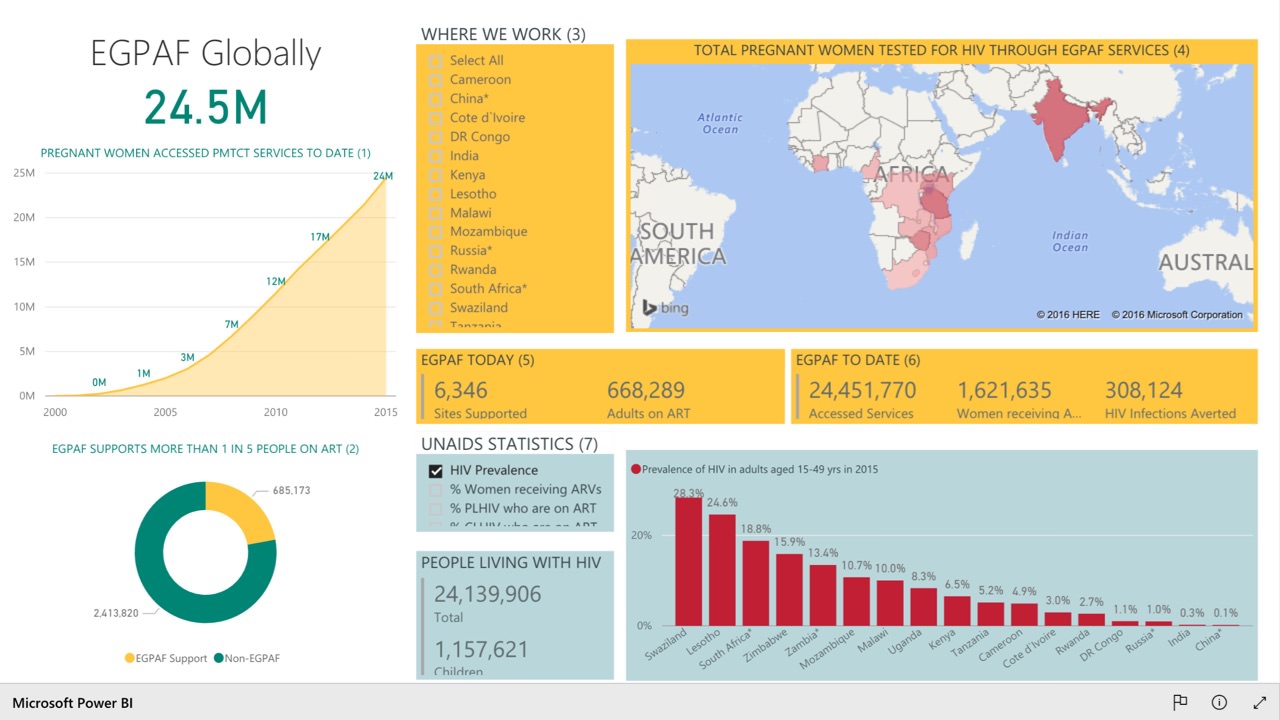 EGPAF Globally
24.5M
PREGNANT WOMEN ACCESSED PMTCT SERVICES TO DATE (1)
25M
20M
15M
10M
5M
0M
0M
1M
3M
7M
12M
17M
24M
2000
2005
2010
2015
EGPAF SUPPORTS MORE THAN 1 IN 5 PEOPLE ON ART (2)
685,173
2,413,820
EGPAF Support
Non-EGPAF
WHERE WE WORK (3)
Select All
Cameroon
China*
Cote d`Ivoire
DR Congo
India
Kenya
Lesotho
Malawi
Mozambique
Russia*
Rwanda
South Africa*
Swaziland
Tanzania
TOTAL PREGNANT WOMEN TESTED FOR HIV THROUGH EGPAF SERVICES (4)
Atlantic
Ocean
AFRICA
SOUTH
AMERICA
Indian
Ocean
AUSTRAL
bing
© 2016 HERE © 2016 Microsoft Corporation
EGPAF TODAY (5)
6,346
Sites Supported
668,289
Adults on ART
EGPAF TO DATE (6)
24,451,770
Accessed Services
1,621,635
Women receiving A...
308,124
HIV Infections Averted
UNAIDS STATISTICS (7)
HIV Prevalence
% Women receiving ARVs
% PLHIV who are on ART
% CLHIV who are on ART
PEOPLE LIVING WITH HIV
24,139,906
Total
1,157,621
Children
Prevalence of HIV in adults aged 15-49 yrs in 2015
20%
0%
28.3%
24.6%
18.8%
15.9%
13.4%
10.7%
10.0%
8.3%
6.5%
5.2%
4.9%
3.0%
2.7%
1.1%
1.0%
0.3%
0.1%
Swaziland
Lesotho
South Africa*
Zimbabwe
Zambia*
Mozambique
Malawi
Uganda
Kenya
Tanzania
Cameroon
Cote d'Ivoire
Rwanda
DR Congo
Russia*
India
China*
Microsoft Power BI